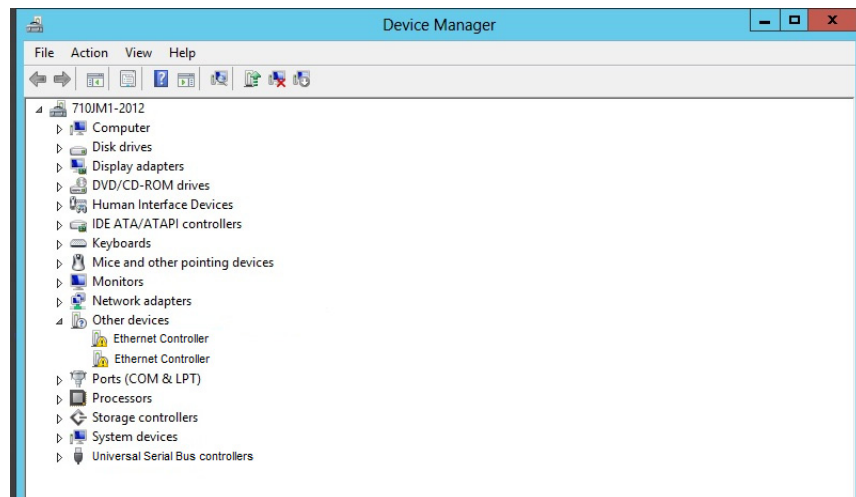 Device Manager
File Action View Help
710JM1-2012
Computer
Disk drives
Display adapters
DVD/CD-ROM drives
Human Interface Devices
IDE ATA/ATAPI controllers
Keyboards
Mice and other pointing devices
Monitors
Network adapters
Other devices
Ethernet Controller
Ethernet Controller
Ports (COM & LPT)
Processors
Storage controllers
System devices
Universal Serial Bus controllers